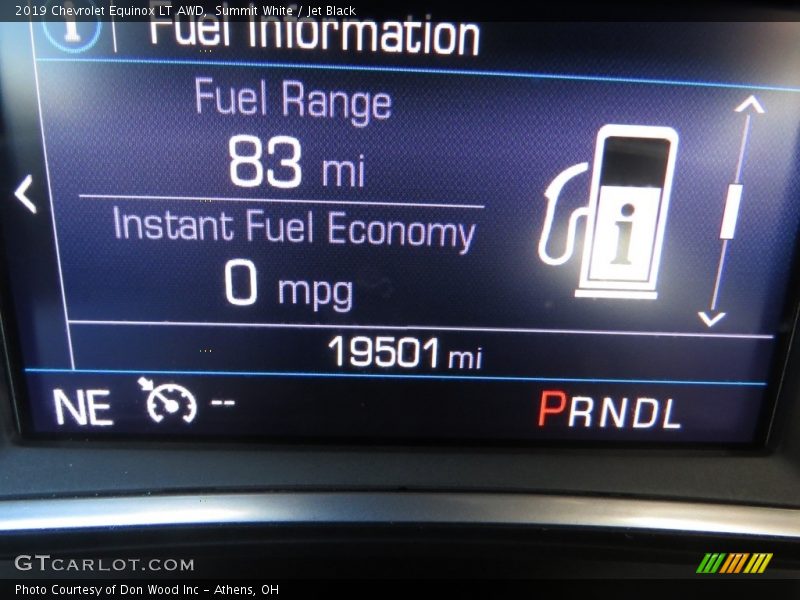 2019 Chevrolet Equinox LT AWD, Summit White / Jet Black
i
Fuel Information
Fuel Range
83 mi
Instant Fuel Economy
0 mpg
i
19501 mi
NE --
PRNDL
GTCARLOT.COM
Photo Courtesy of Don Wood Inc – Athens, OH